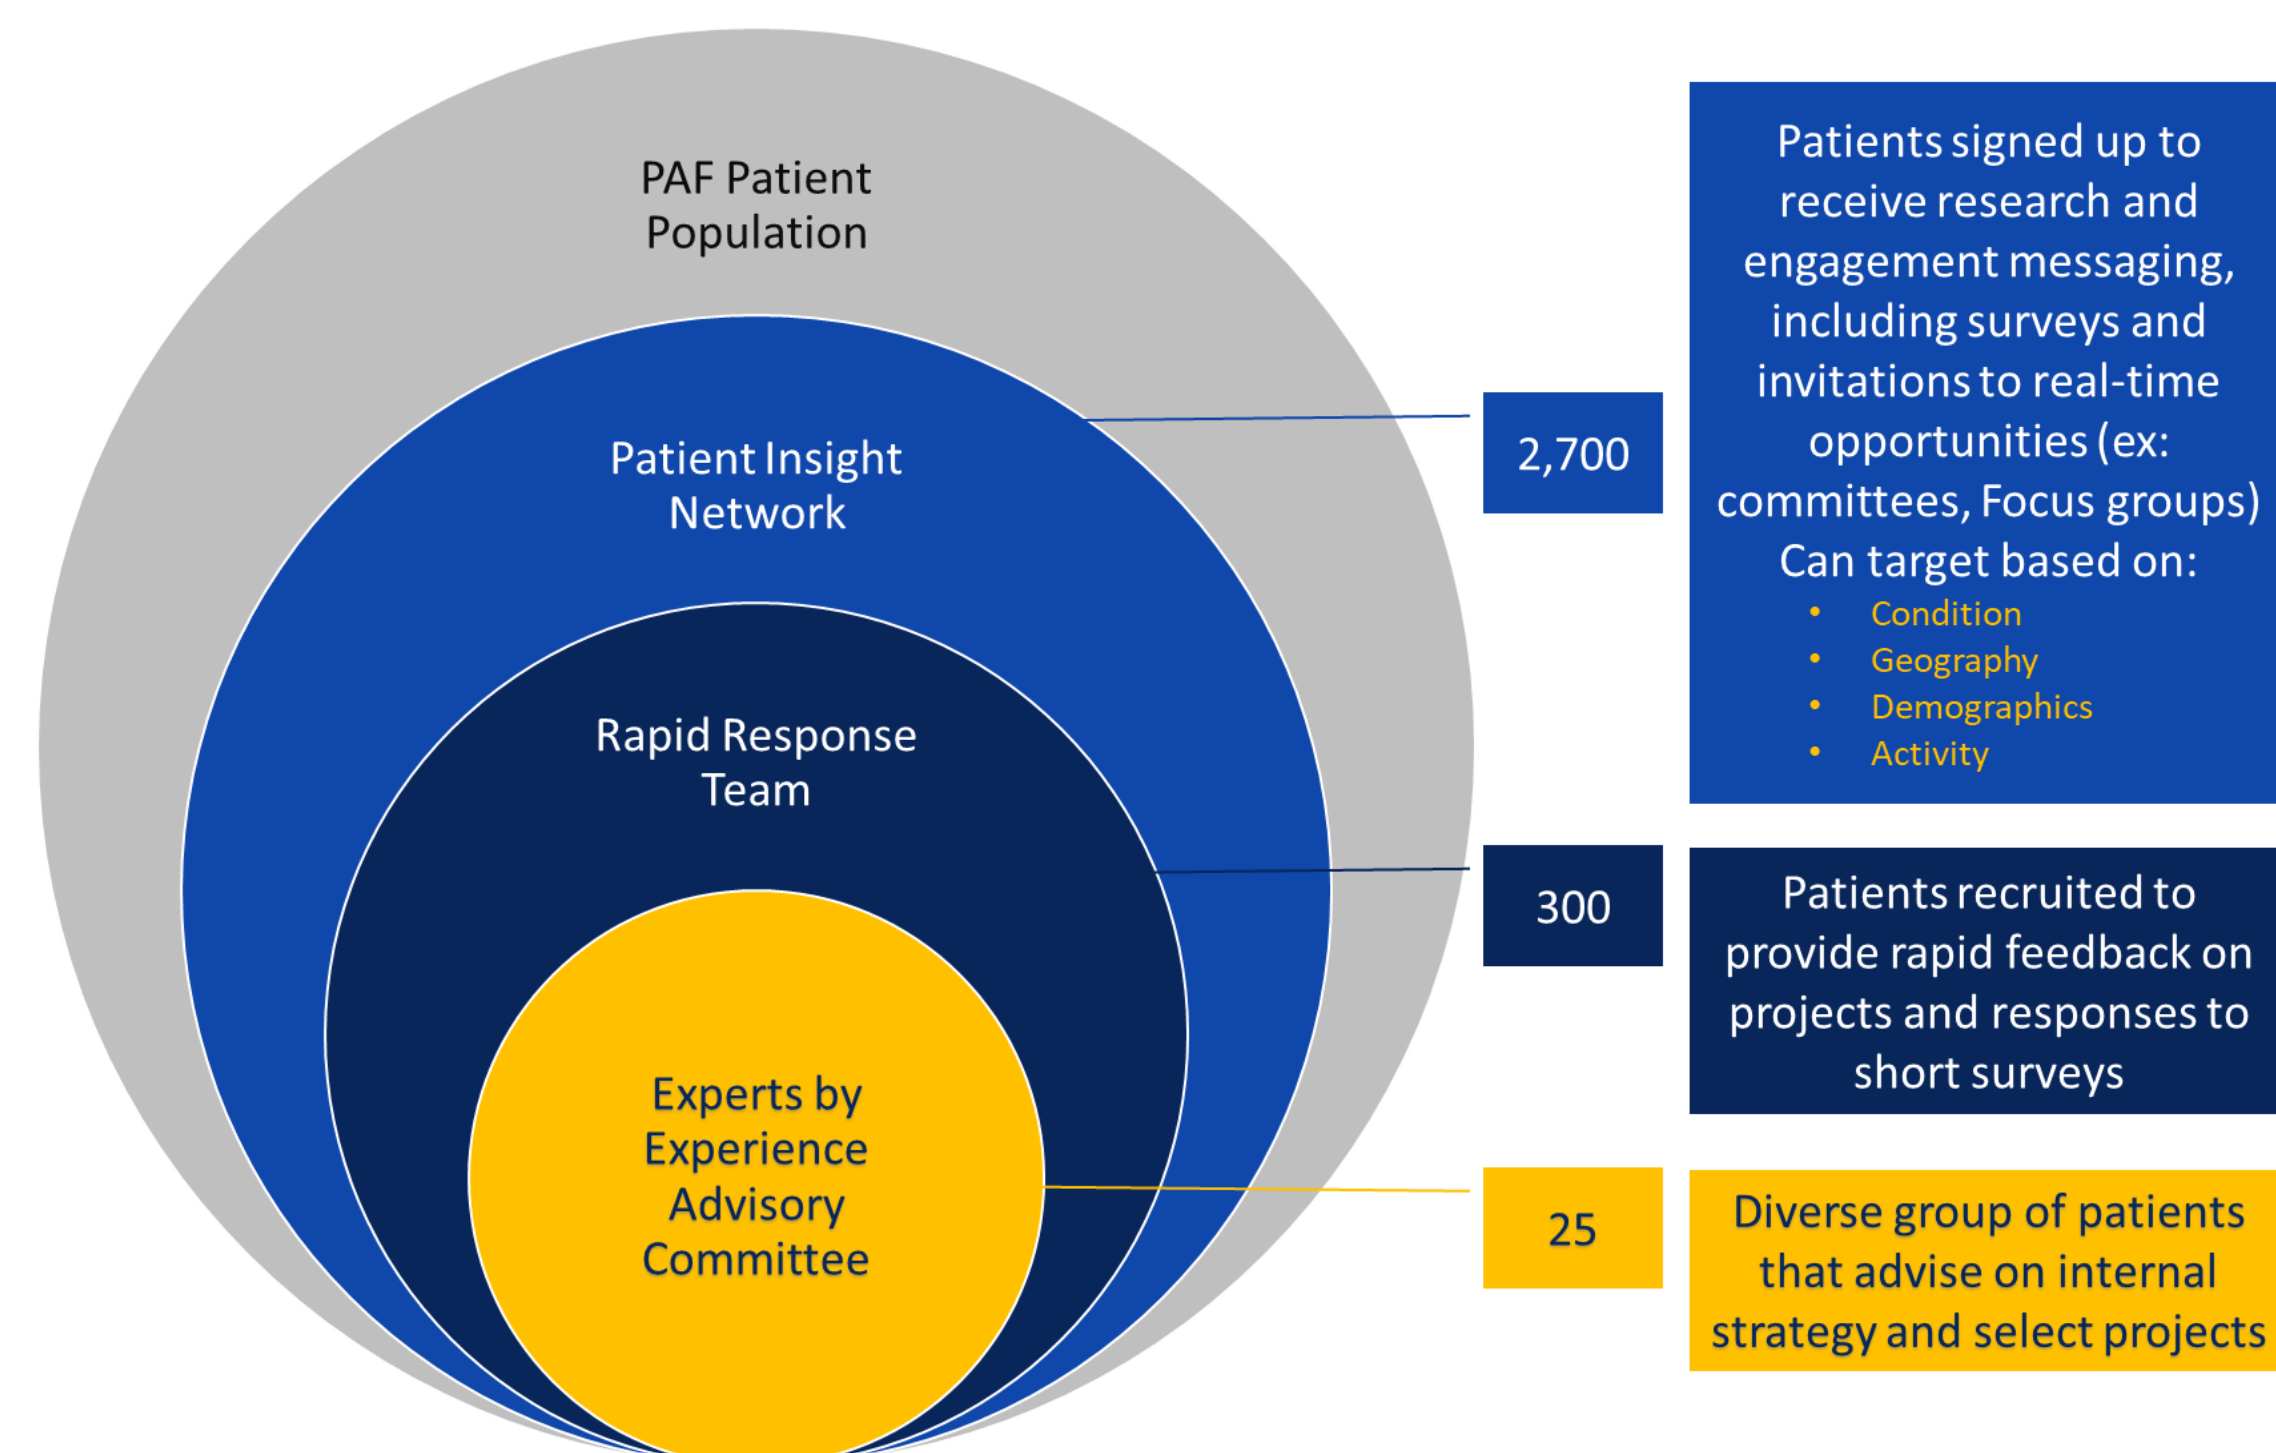 PAF Patient
Population
Patient Insight
Network
Rapid Response
Team
Experts by
Experience
Advisory
Committee
2,700
Patients signed up to
receive research and
engagement messaging,
including surveys and
invitations to real-time
opportunities (ex:
committees, Focus groups)
Can target based on:
• Condition
• Geography
• Demographics
• Activity
300
Patients recruited to
provide rapid feedback on
projects and responses to
short surveys
25
Diverse group of patients
that advise on internal
strategy and select projects